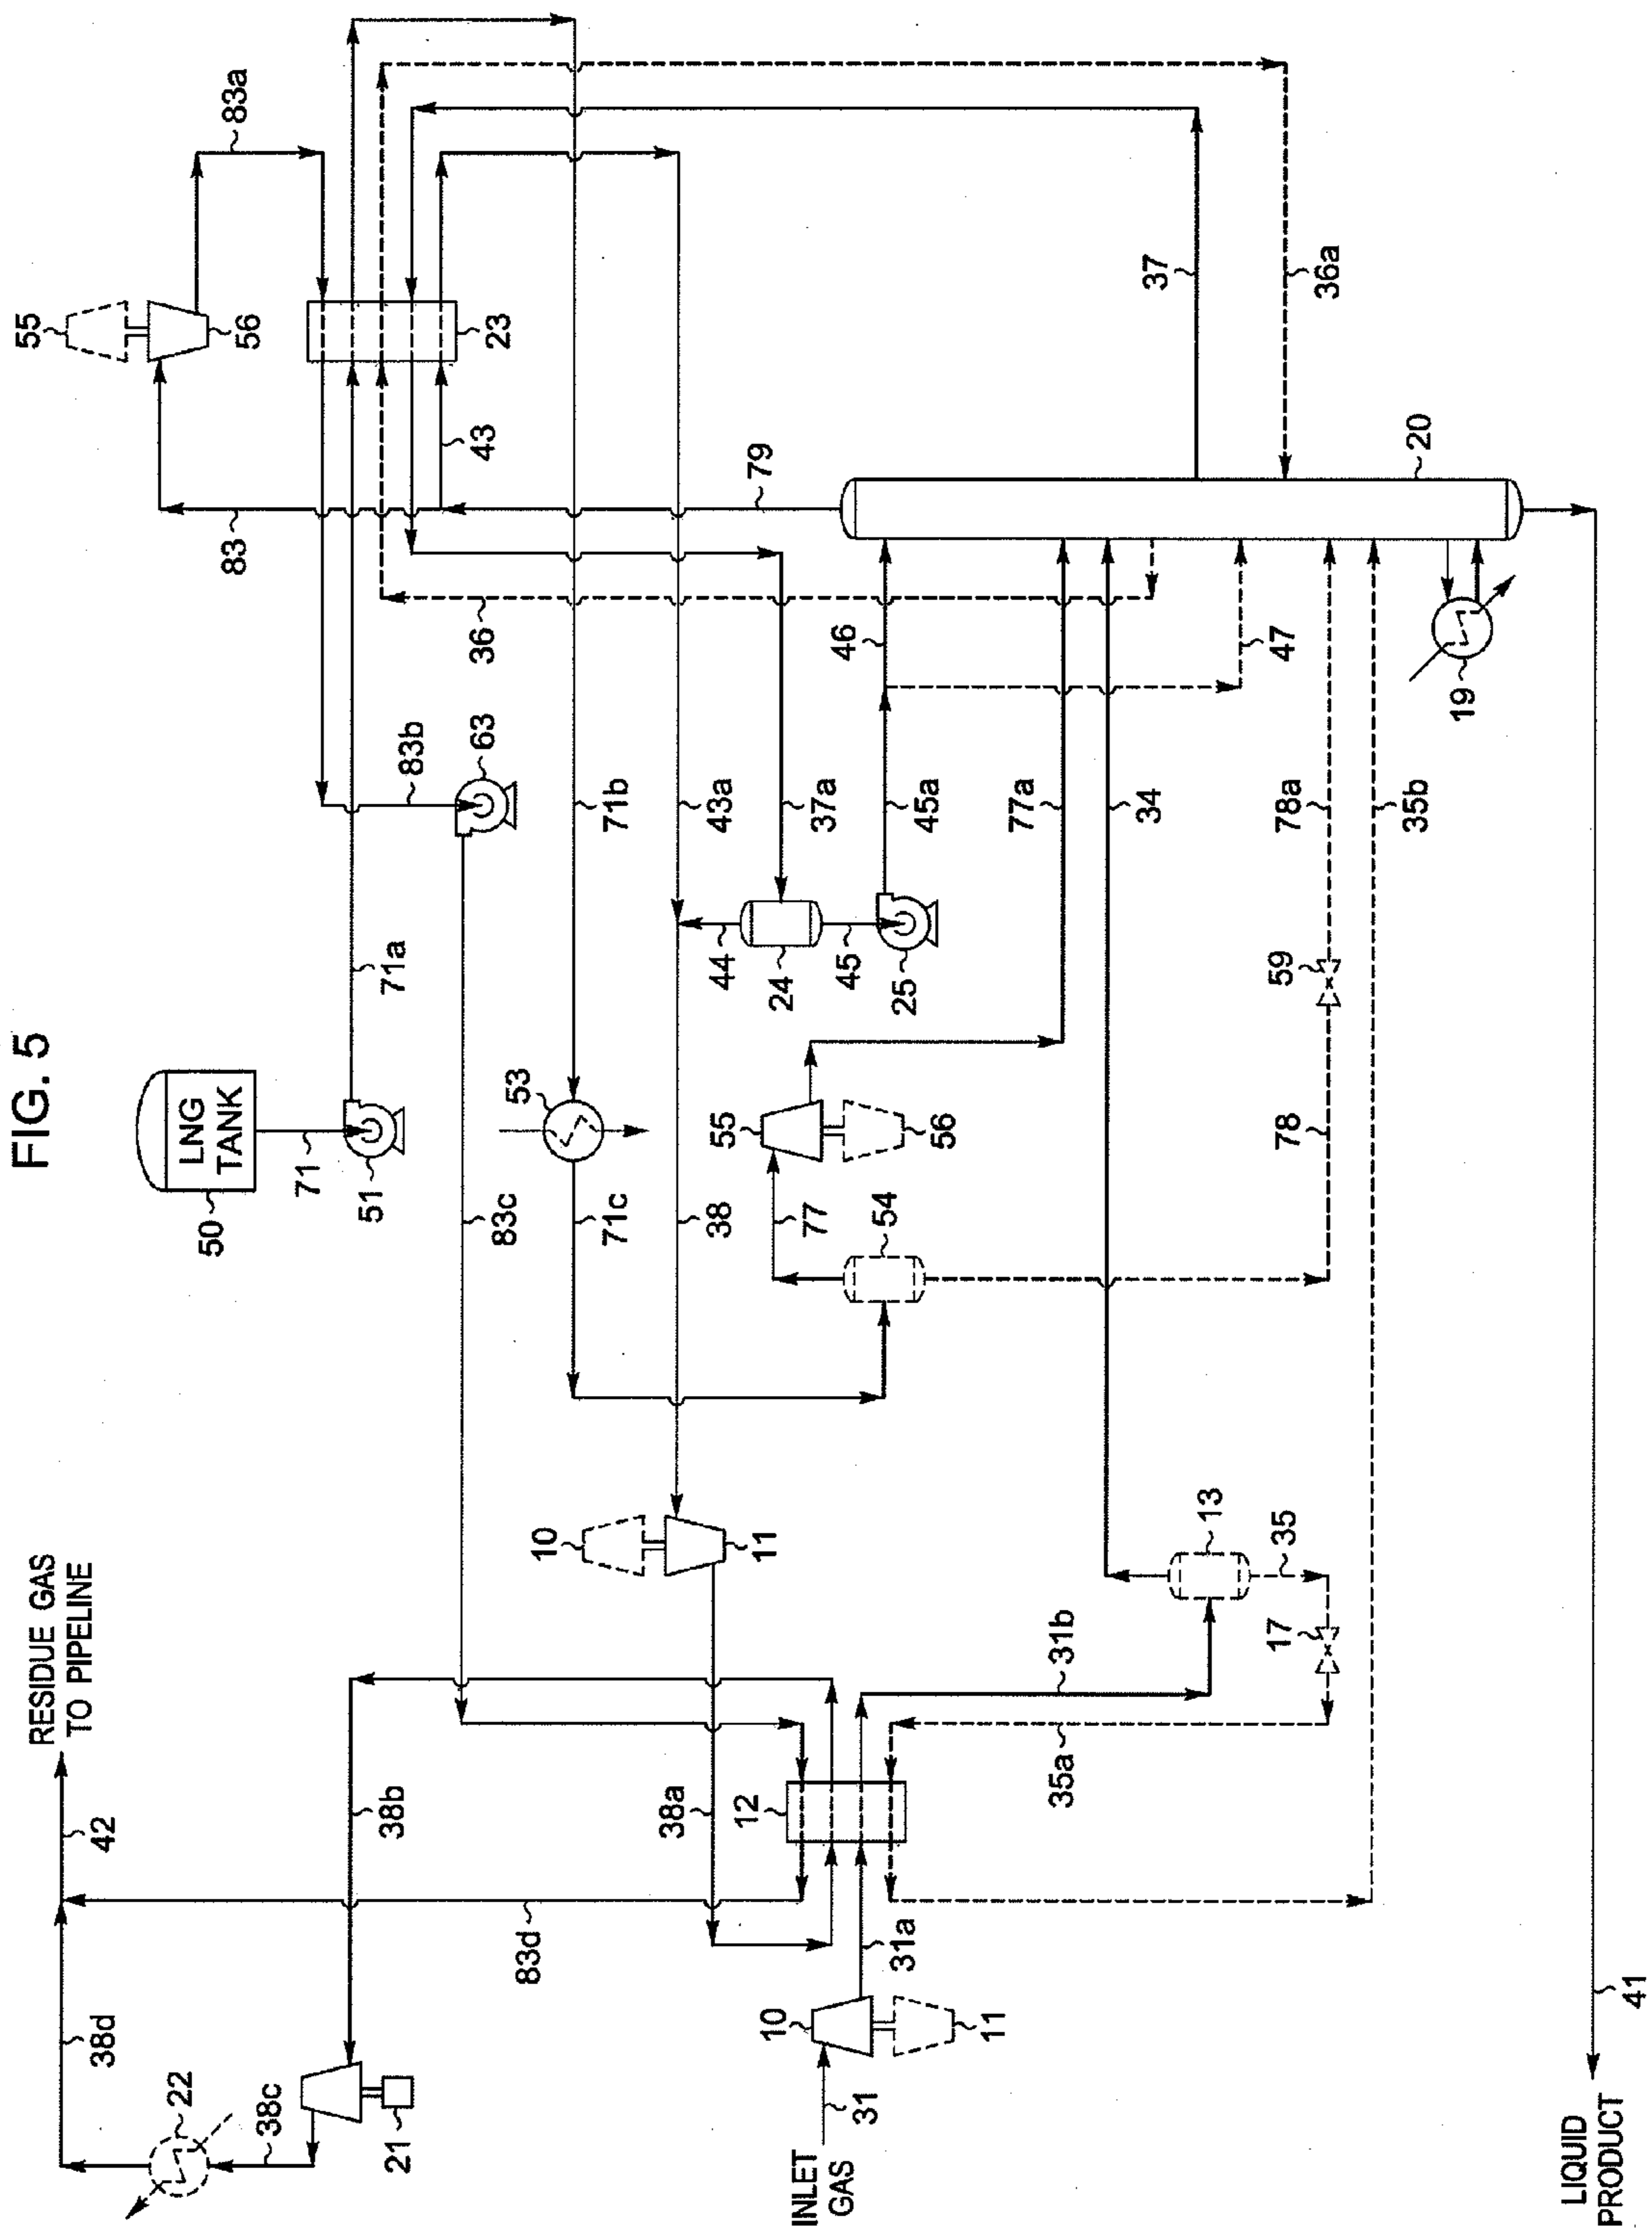 FIG. 5
RESIDUE GAS
TO PIPELINE
LNG
TANK
INLET
GAS
LIQUID
PRODUCT
55
56
83a
83
23
43
79
36
37
36a
20
46
47
19
63
83b
71a
71b
43a
37a
45a
77a
34
78a
35b
44
24
45
25
59
50
71
51
53
83c
71c
38
55
56
77
54
78
10
11
13
35
17
31b
35a
42
38b
38a
12
83d
31a
38d
22
38c
21
10
11
31
41